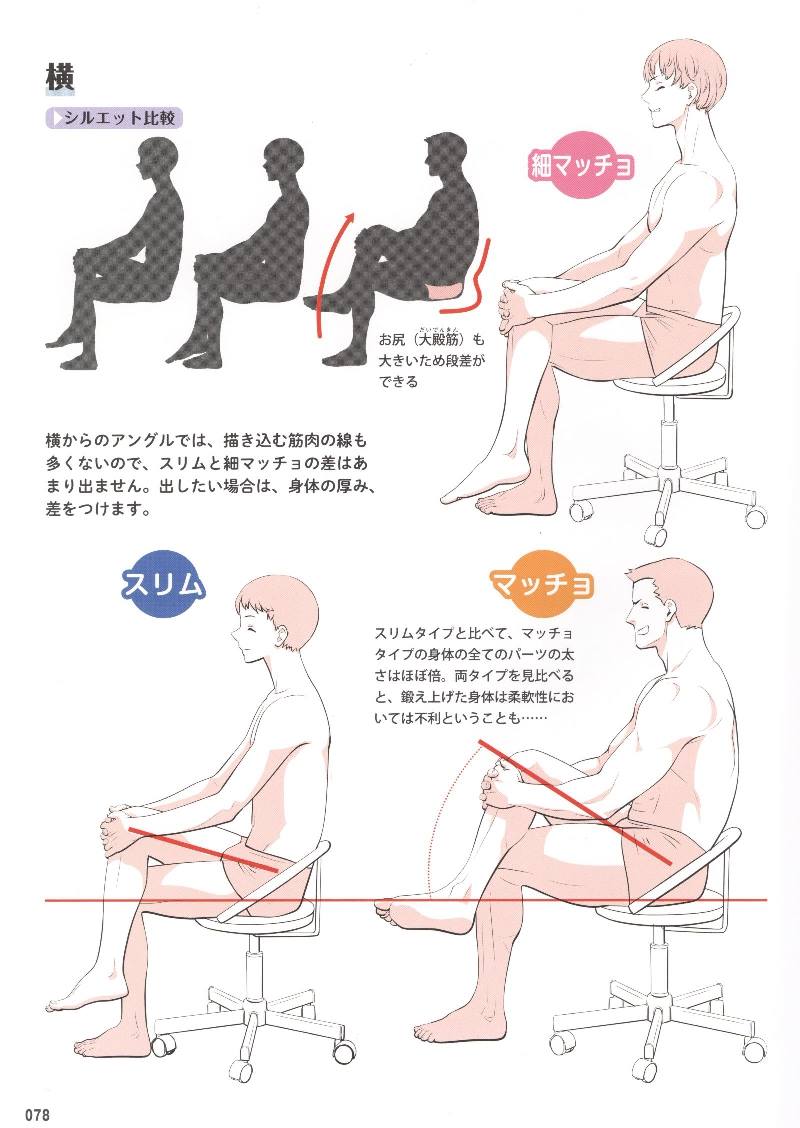 横
シルエット比較
細マッチョ
だいでんきん
お尻（大殿筋）も
大きいため段差が
できる
横からのアングルでは、描き込む筋肉の線も
多くないので、スリムと細マッチョの差はあ
まり出ません。出したい場合は、身体の厚み、
差をつけます。
スリム
マッチョ
スリムタイプと比べて、マッチョ
タイプの身体の全てのパーツの太
さはほぼ倍。両タイプを見比べる
と、鍛え上げた身体は柔軟性にお
いては不利ということも……
078